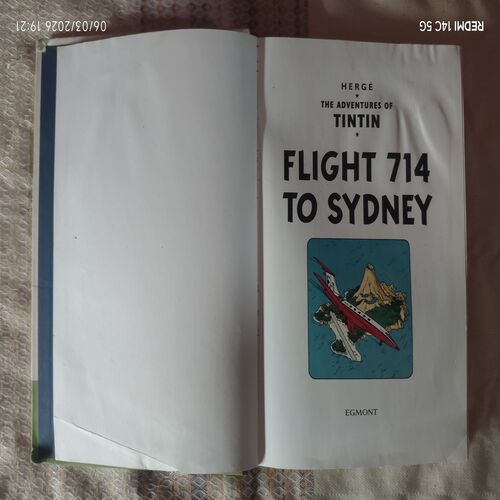 06/03/2026 19:21
REDMI 14C 5G
HERGÉ
THE ADVENTURES OF
TINTIN
FLIGHT 714
TO SYDNEY
EGMONT